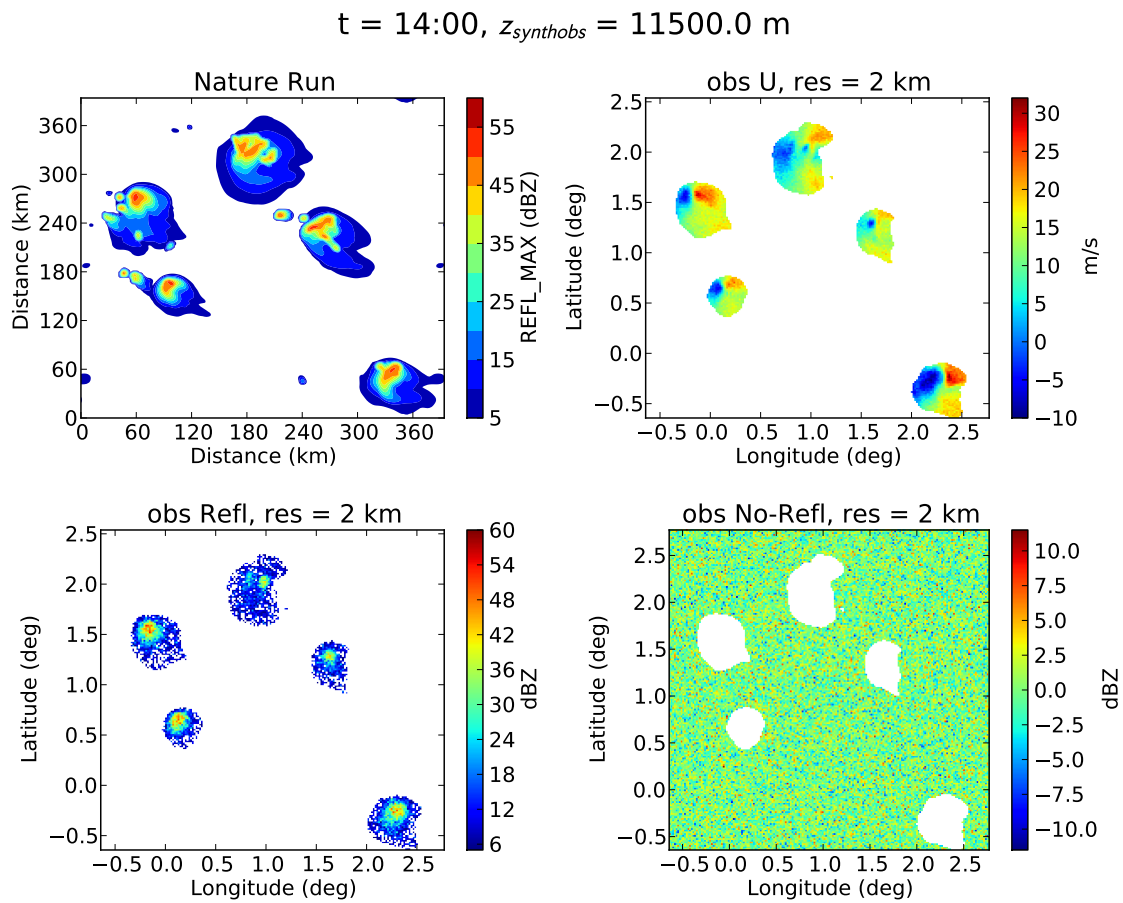 t = 14:00, z_synthobs = 11500.0 m
Nature Run
360
300
240
180
120
60
0
0 60 120 180 240 300 360
Distance (km)
Distance (km)
55
45
35
25
15
5
REFL_MAX (dBZ)
obs U, res = 2 km
2.5
2.0
1.5
1.0
0.5
0.0
−0.5
−0.5 0.0 0.5 1.0 1.5 2.0 2.5
Longitude (deg)
Latitude (deg)
30
25
20
15
10
5
0
−5
−10
m/s
obs Refl, res = 2 km
2.5
2.0
1.5
1.0
0.5
0.0
−0.5
−0.5 0.0 0.5 1.0 1.5 2.0 2.5
Longitude (deg)
Latitude (deg)
60
54
48
42
36
30
24
18
12
6
dBZ
obs No-Refl, res = 2 km
2.5
2.0
1.5
1.0
0.5
0.0
−0.5
−0.5 0.0 0.5 1.0 1.5 2.0 2.5
Longitude (deg)
Latitude (deg)
10.0
7.5
5.0
2.5
0.0
−2.5
−5.0
−7.5
−10.0
dBZ